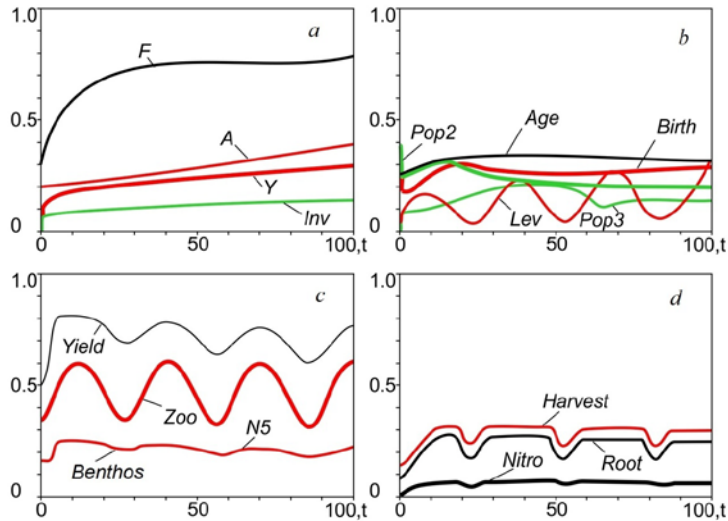 1.0 a
F
0.5
A
Y
Inv
0
0 50 100,t
1.0 b
Pop2 Age Birth
0.5
Lev Pop3
0
0 50 100,t
1.0 c
Yield
0.5
Zoo N5
Benthos
0
0 50 100,t
1.0 d
0.5
Harvest
Nitro Root
0
0 50 100,t